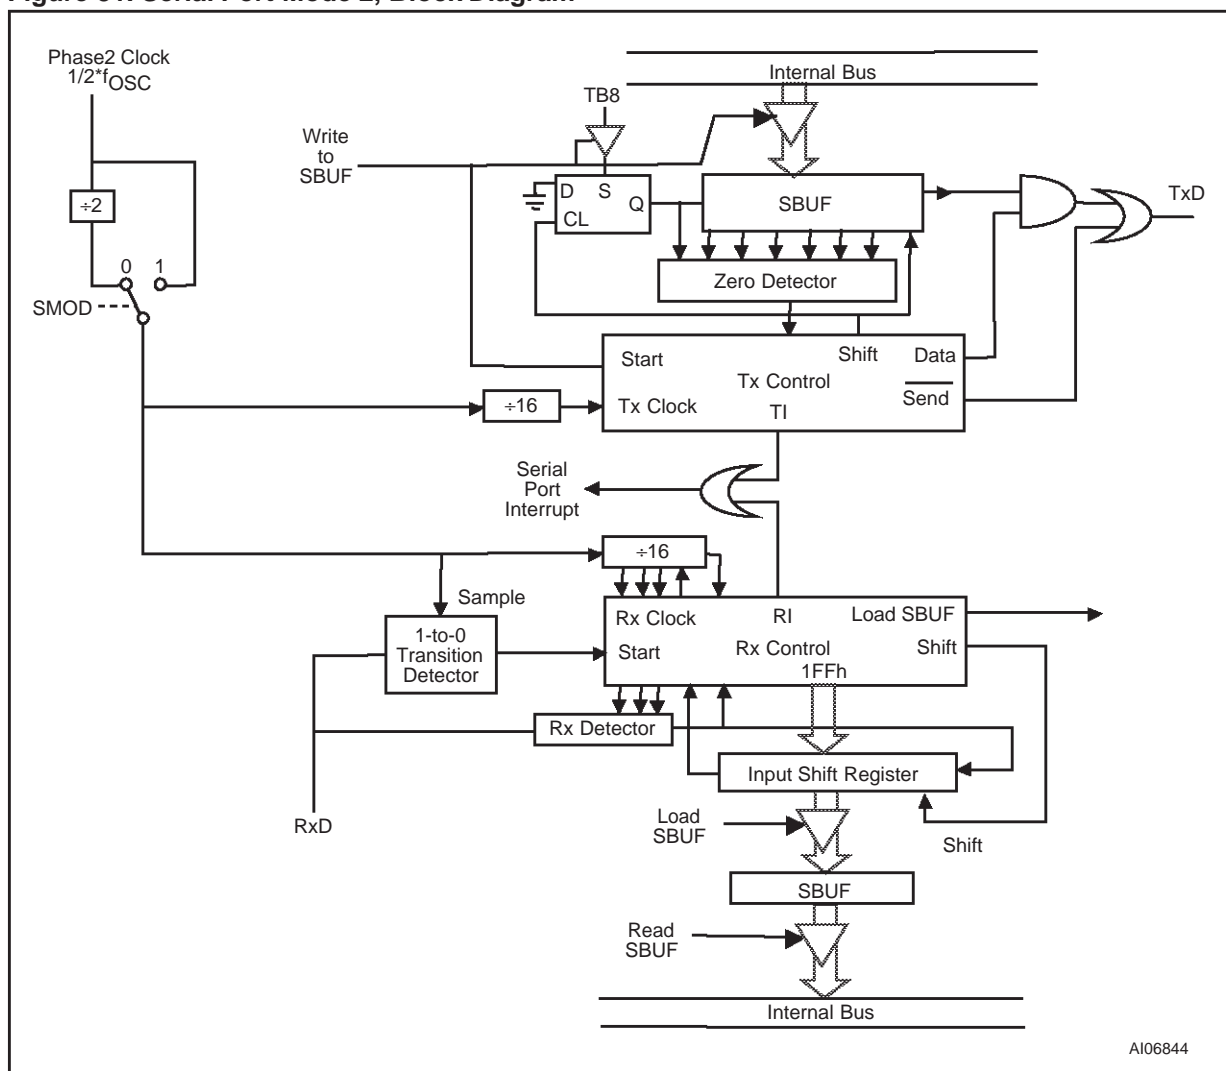 Phase2 Clock
1/2*fOSC
Internal Bus
TB8
Write
to
SBUF
D S
Q
CL
SBUF
TxD
÷2
0 1
SMOD
Zero Detector
Start
Shift
Data
Tx Control
Send
Tx Clock
TI
÷16
Serial
Port
Interrupt
÷16
Sample
Rx Clock
RI
Load SBUF
1-to-0
Transition
Detector
Start
Rx Control
Shift
1FFh
Rx Detector
Input Shift Register
RxD
Load
SBUF
Shift
SBUF
Read
SBUF
Internal Bus
AI06844